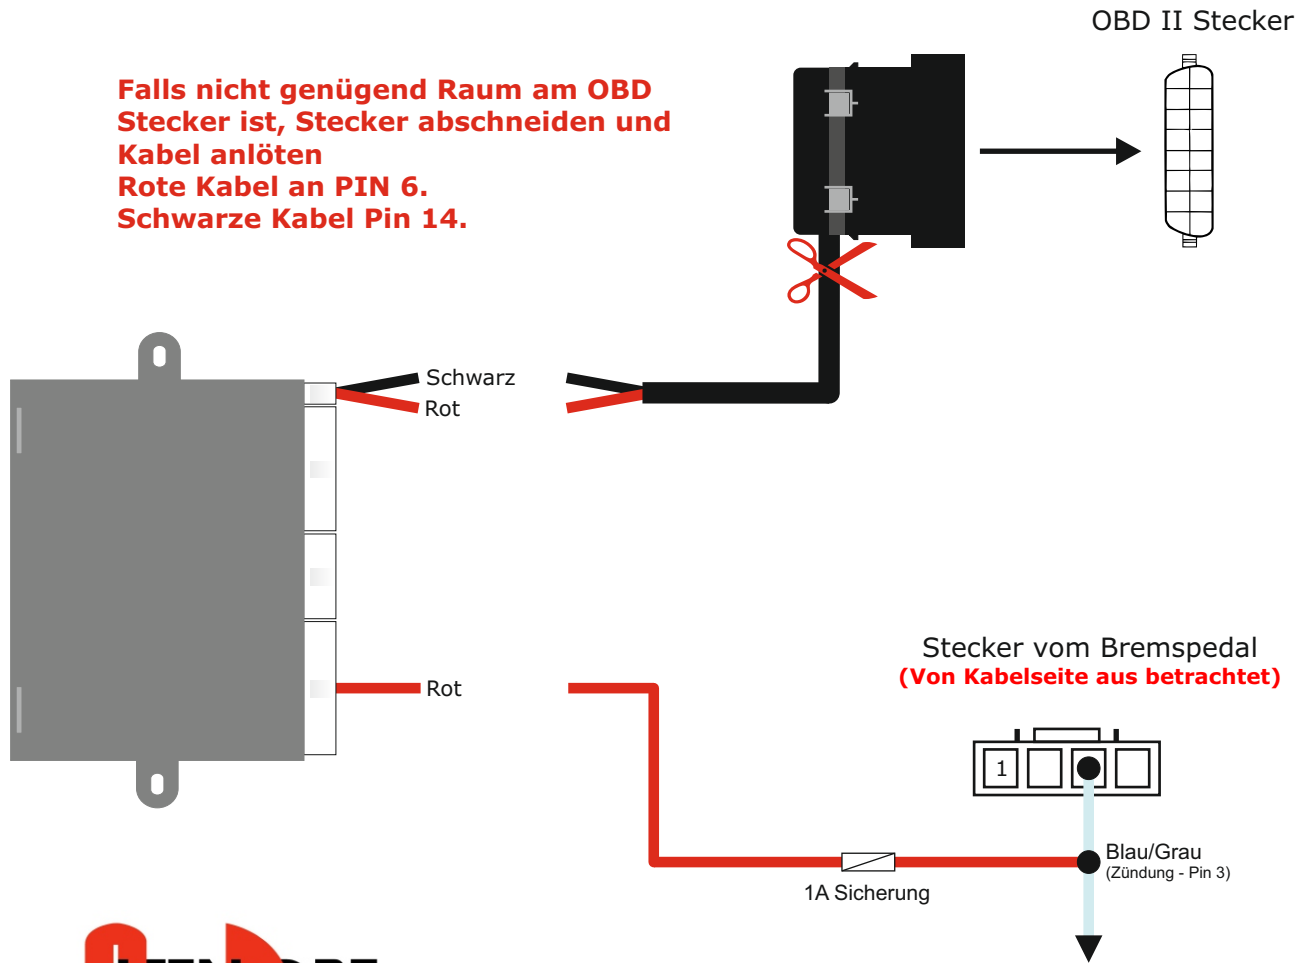 OBD II Stecker
Falls nicht genügend Raum am OBD
Stecker ist, Stecker abschneiden und
Kabel anlöten
Rote Kabel an PIN 6.
Schwarze Kabel Pin 14.
Schwarz
Rot
Rot
Stecker vom Bremspedal
(Von Kabelseite aus betrachtet)
1
Blau/Grau
(Zündung - Pin 3)
1A Sicherung